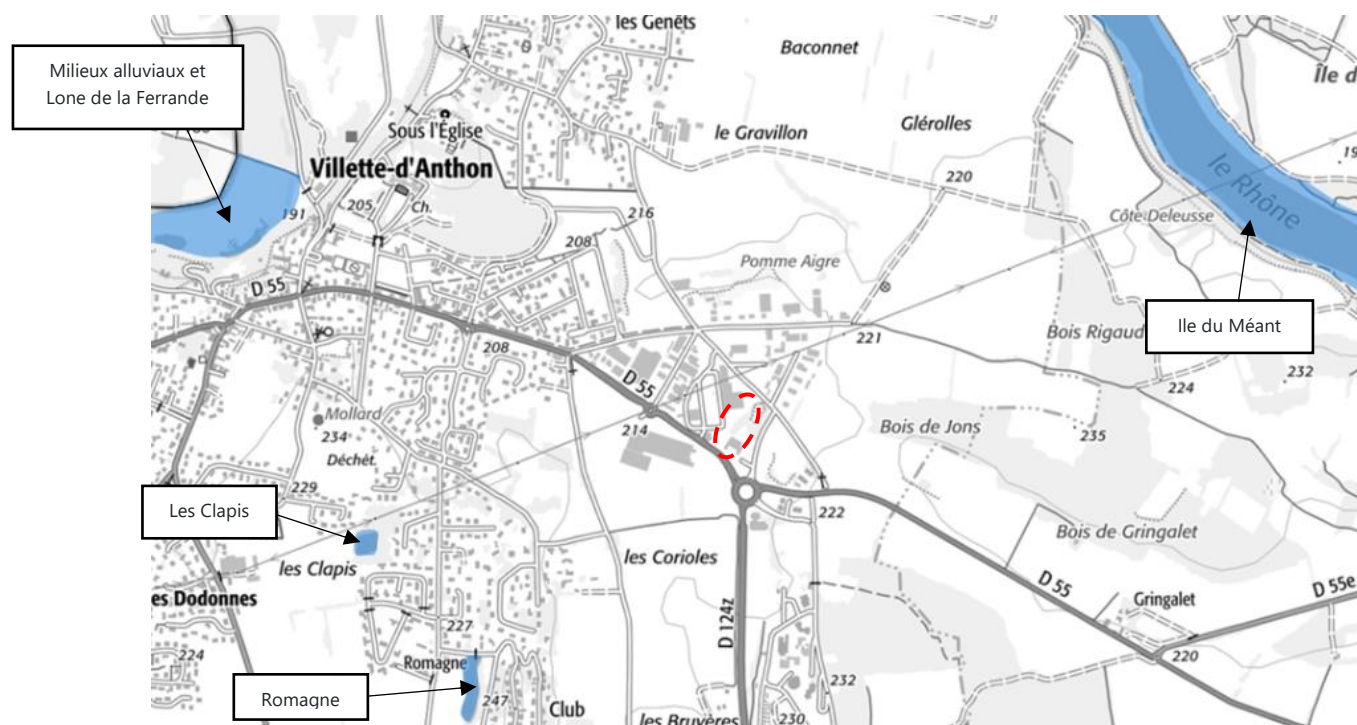 les Genêts
Baconnet
Milieux alluviaux et
Lone de la Ferrande
Île d
Sous l'Église
le Gravillon
Glérolles
Villette-d'Anthon
220
le Rhône
191
205
Ch.
216
Côte Deleusse
208
Pomme Aigre
D 55
Ile du Méant
208
221
Bois Rigaud
224
232
D 55
Mollard
234
214
Bois de Jons
235
Déchèt.
229
Les Clapis
222
Bois de Gringalet
les Clapis
les Corioles
D 55
D 55e
es Dodonnes
Gringalet
227
D 124z
224
220
Romagne
Romagne
247
Club
232
les Bruyères
230